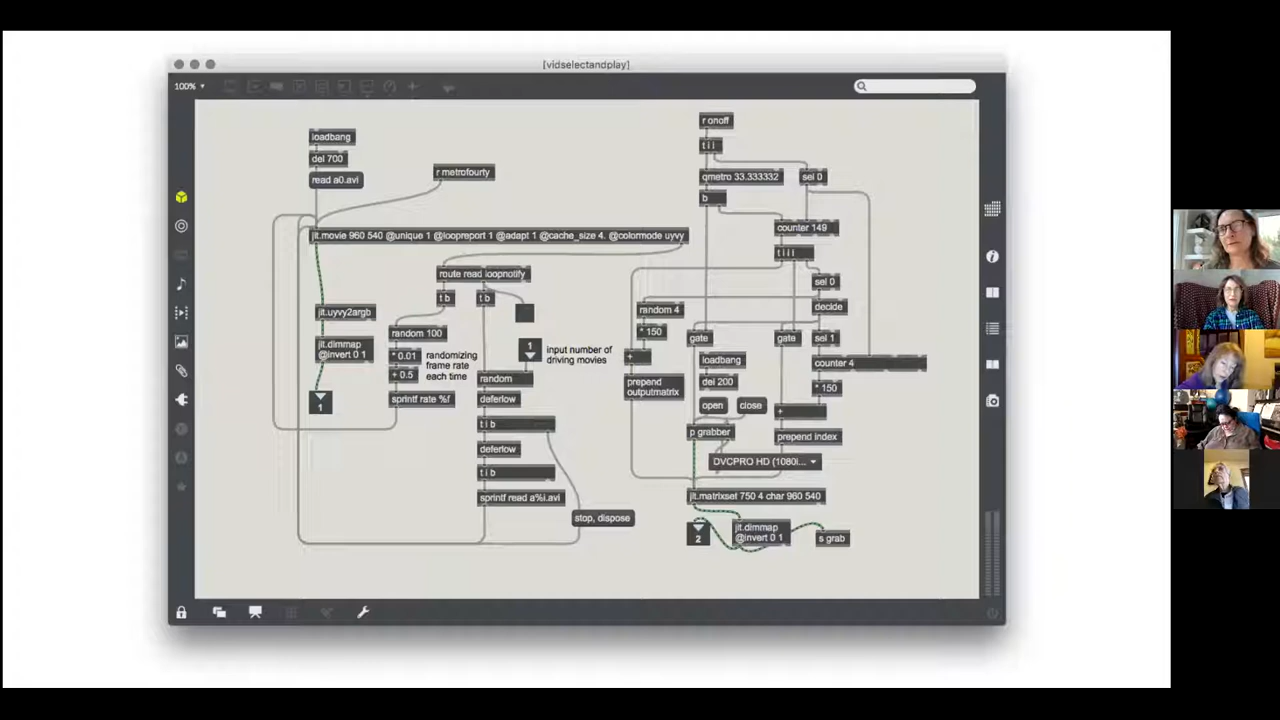 [vidselectandplay]
100%
r onoff
loadbang
t i i
del 700
r metrofourty
qmetro 33.333332
sel 0
read a0.avi
b
counter 149
jit.movie 960 540 @unique 1 @loopreport 1 @adapt 1 @cache_size 4. @colormode uyvy
t i i i
route read loopnotify
sel 0
t b
t b
decide
jit.uyvy2argb
random 4
random 100
* 150
gate
gate
sel 1
jit.dimmap
@invert 0 1
* 0.01
randomizing
frame rate
each time
1
input number of
driving movies
+
loadbang
counter 4
+ 0.5
random
prepend
outputmatrix
del 200
* 150
1
sprintf rate %f
deferlow
open
close
+
t i b
p grabber
prepend index
deferlow
DVCPRO HD (1080i...
t i b
sprintf read a%i.avi
jit.matrixset 750 4 char 960 540
stop, dispose
2
jit.dimmap
@invert 0 1
s grab